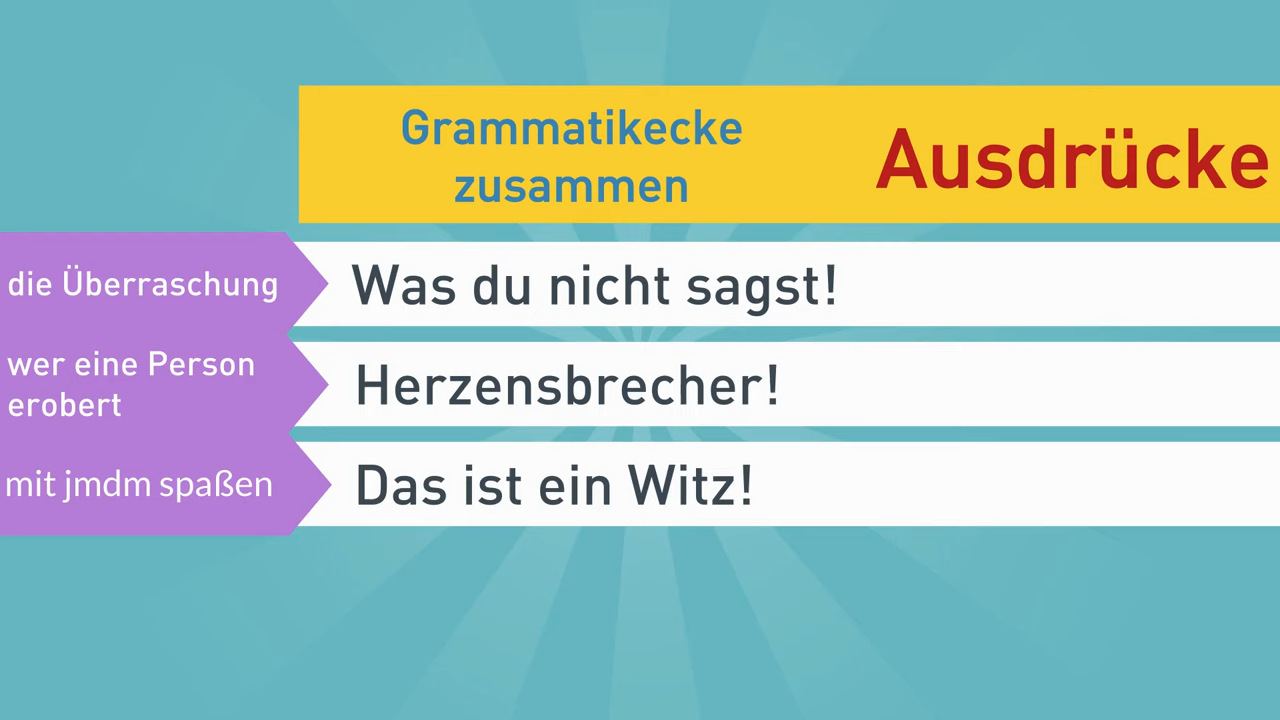 Grammatikecke
zusammen
Ausdrücke
die Überraschung
Was du nicht sagst!
wer eine Person
erobert
Herzensbrecher!
mit jmdm spaßen
Das ist ein Witz!